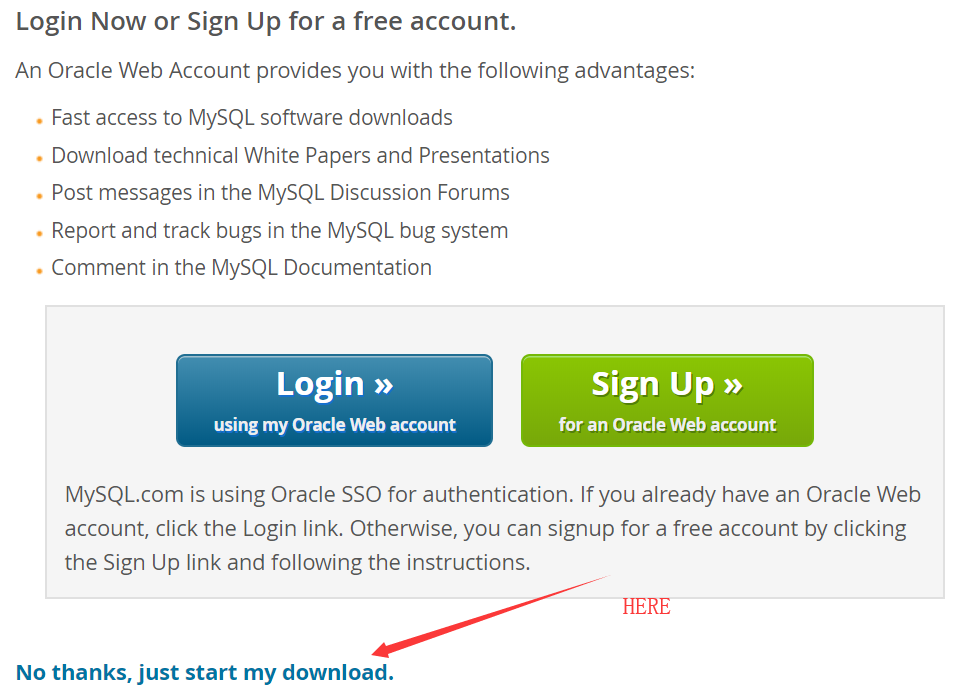 Login Now or Sign Up for a free account.
An Oracle Web Account provides you with the following advantages:
Fast access to MySQL software downloads
Download technical White Papers and Presentations
Post messages in the MySQL Discussion Forums
Report and track bugs in the MySQL bug system
Comment in the MySQL Documentation
Login »
using my Oracle Web account
Sign Up »
for an Oracle Web account
MySQL.com is using Oracle SSO for authentication. If you already have an Oracle Web
account, click the Login link. Otherwise, you can signup for a free account by clicking
the Sign Up link and following the instructions.
HERE
No thanks, just start my download.